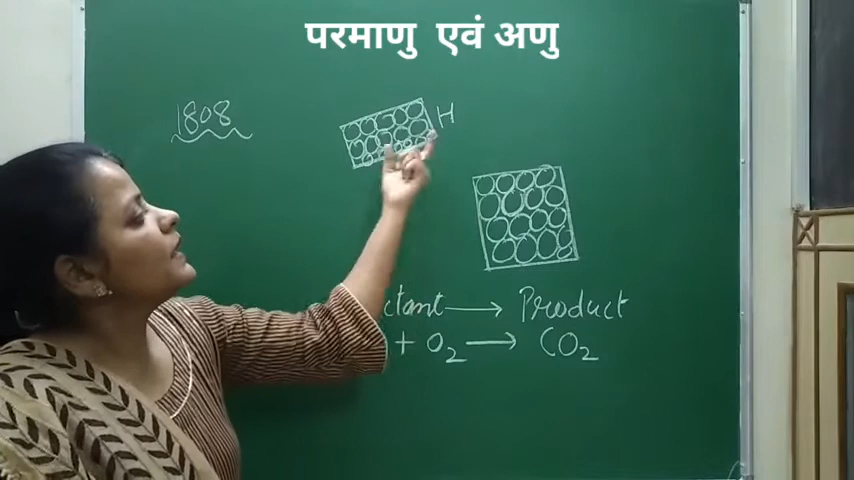 परमाणु एवं अणु
1808
H
ctant → Product
+ O₂ → CO₂